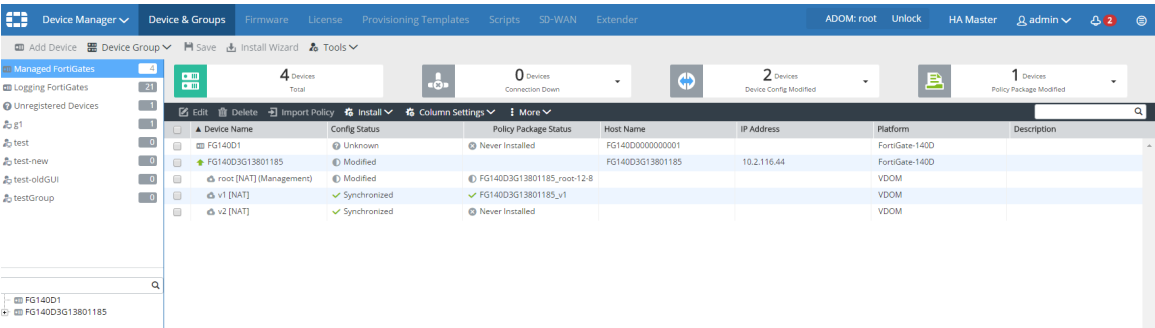 Device Manager Device & Groups Firmware License Provisioning Templates Scripts SD-WAN Extender ADOM: root Unlock HA Master admin 2
Add Device Device Group Save Install Wizard Tools
Managed FortiGates 4
Logging FortiGates 21
Unregistered Devices 1
g1 1
test 0
test-new 0
test-oldGUI 0
testGroup 0
4 Devices
Total
0 Devices
Connection Down
2 Devices
Device Config Modified
1 Devices
Policy Package Modified
Edit Delete Import Policy Install Column Settings More
Device Name Config Status Policy Package Status Host Name IP Address Platform Description
FG140D1 Unknown Never Installed FG140D0000000001 FortiGate-140D
FG140D3G13801185 Modified FG140D3G13801185 10.2.116.44 FortiGate-140D
root [NAT] (Management) Modified FG140D3G13801185_root-12-8 VDOM
v1 [NAT] Synchronized FG140D3G13801185_v1 VDOM
v2 [NAT] Synchronized Never Installed VDOM
FG140D1
FG140D3G13801185